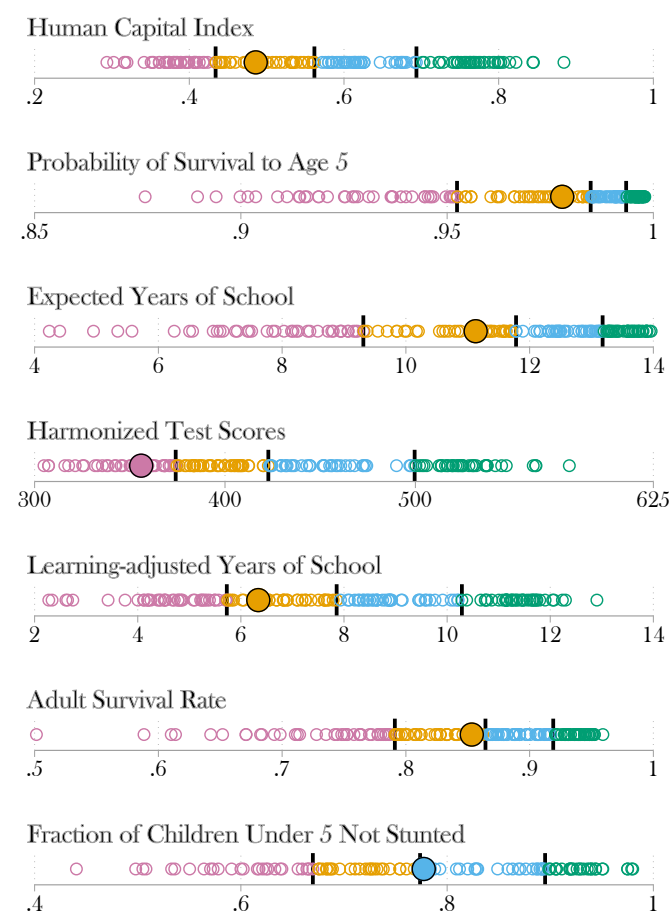 Human Capital Index
.2 .4 .6 .8 1
Probability of Survival to Age 5
.85 .9 .95 1
Expected Years of School
4 6 8 10 12 14
Harmonized Test Scores
300 400 500 625
Learning-adjusted Years of School
2 4 6 8 10 12 14
Adult Survival Rate
.5 .6 .7 .8 .9 1
Fraction of Children Under 5 Not Stunted
.4 .6 .8 1